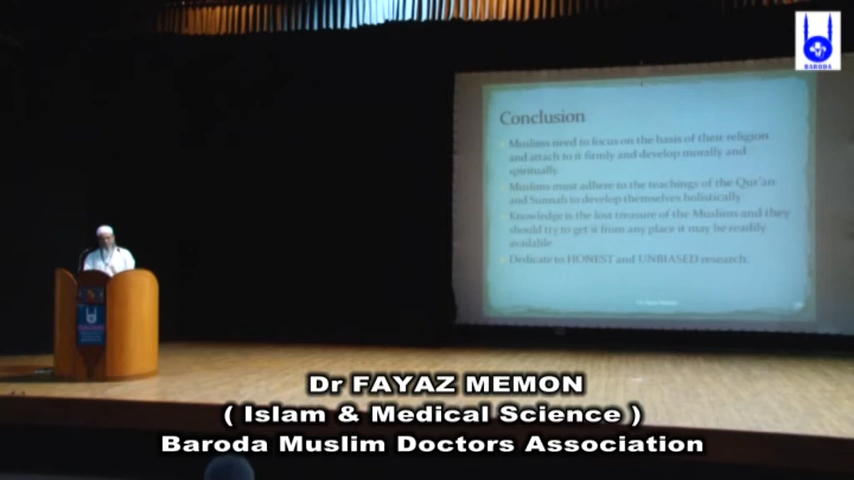 BARODA
Conclusion
Muslims need to focus on the basis of their religion
and attach to it firmly and develop morally and
spiritually.
Muslims must adhere to the teachings of the Qur'an
and Sunnah to develop themselves holistically
Knowledge is the lost treasure of the Muslims and they
should try to get it from any place it may be readily
available
Dedicate to HONEST and UNBIASED research.
Dr FAYAZ MEMON
( Islam & Medical Science )
Baroda Muslim Doctors Association